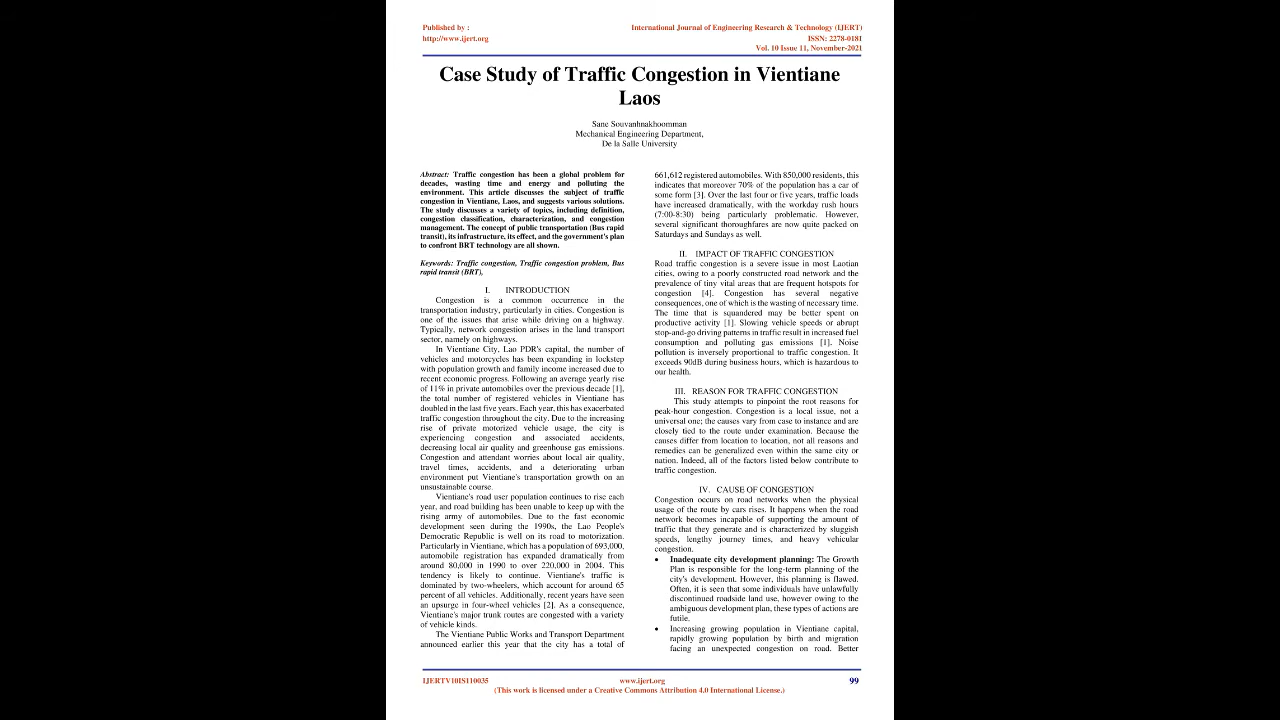 Published by :
http://www.ijert.org
International Journal of Engineering Research & Technology (IJERT)
ISSN: 2278-0181
Vol. 10 Issue 11, November-2021
Case Study of Traffic Congestion in Vientiane
Laos
Sane Souvanhnakhoomman
Mechanical Engineering Department,
De la Salle University
Abstract: Traffic congestion has been a global problem for
decades, wasting time and energy and polluting the
environment. This article discusses the subject of traffic
congestion in Vientiane, Laos, and suggests various solutions.
The study discusses a variety of topics, including definition,
congestion classification, characterization, and congestion
management. The concept of public transportation (Bus rapid
transit), its infrastructure, its effect, and the government's plan
to confront BRT technology are all shown.
Keywords: Traffic congestion, Traffic congestion problem, Bus
rapid transit (BRT),
I. INTRODUCTION
Congestion is a common occurrence in the
transportation industry, particularly in cities. Congestion is
one of the issues that arise while driving on a highway.
Typically, network congestion arises in the land transport
sector, namely on highways.
In Vientiane City, Lao PDR's capital, the number of
vehicles and motorcycles has been expanding in lockstep
with population growth and family income increased due to
recent economic progress. Following an average yearly rise
of 11% in private automobiles over the previous decade [1],
the total number of registered vehicles in Vientiane has
doubled in the last five years. Each year, this has exacerbated
traffic congestion throughout the city. Due to the increasing
rise of private motorized vehicle usage, the city is
experiencing congestion and associated accidents,
decreasing local air quality and greenhouse gas emissions.
Congestion and attendant worries about local air quality,
travel times, accidents, and a deteriorating urban
environment put Vientiane's transportation growth on an
unsustainable course.
Vientiane's road user population continues to rise each
year, and road building has been unable to keep up with the
rising army of automobiles. Due to the fast economic
development seen during the 1990s, the Lao People's
Democratic Republic is well on its road to motorization.
Particularly in Vientiane, which has a population of 693,000,
automobile registration has expanded dramatically from
around 80,000 in 1990 to over 220,000 in 2004. This
tendency is likely to continue. Vientiane's traffic is
dominated by two-wheelers, which account for around 65
percent of all vehicles. Additionally, recent years have seen
an upsurge in four-wheel vehicles [2]. As a consequence,
Vientiane's major trunk routes are congested with a variety
of vehicle kinds.
The Vientiane Public Works and Transport Department
announced earlier this year that the city has a total of
661,612 registered automobiles. With 850,000 residents, this
indicates that moreover 70% of the population has a car of
some form [3]. Over the last four or five years, traffic loads
have increased dramatically, with the workday rush hours
(7:00-8:30) being particularly problematic. However,
several significant thoroughfares are now quite packed on
Saturdays and Sundays as well.
II. IMPACT OF TRAFFIC CONGESTION
Road traffic congestion is a severe issue in most Laotian
cities, owing to a poorly constructed road network and the
prevalence of tiny vital areas that are frequent hotspots for
congestion [4]. Congestion has several negative
consequences, one of which is the wasting of necessary time.
The time that is squandered may be better spent on
productive activity [1]. Slowing vehicle speeds or abrupt
stop-and-go driving patterns in traffic result in increased fuel
consumption and polluting gas emissions [1]. Noise
pollution is inversely proportional to traffic congestion. It
exceeds 90dB during business hours, which is hazardous to
our health.
III. REASON FOR TRAFFIC CONGESTION
This study attempts to pinpoint the root reasons for
peak-hour congestion. Congestion is a local issue, not a
universal one; the causes vary from case to instance and are
closely tied to the route under examination. Because the
causes differ from location to location, not all reasons and
remedies can be generalized even within the same city or
nation. Indeed, all of the factors listed below contribute to
traffic congestion.
IV. CAUSE OF CONGESTION
Congestion occurs on road networks when the physical
usage of the route by cars rises. It happens when the road
network becomes incapable of supporting the amount of
traffic that they generate and is characterized by sluggish
speeds, lengthy journey times, and heavy vehicular
congestion.
• Inadequate city development planning: The Growth
Plan is responsible for the long-term planning of the
city's development. However, this planning is flawed.
Often, it is seen that some individuals have unlawfully
discontinued roadside land use, however owing to the
ambiguous development plan, these types of actions are
futile.
• Increasing growing population in Vientiane capital,
rapidly growing population by birth and migration
facing an unexpected congestion on road. Better
IJERTV10IS110035
www.ijert.org
99
(This work is licensed under a Creative Commons Attribution 4.0 International License.)